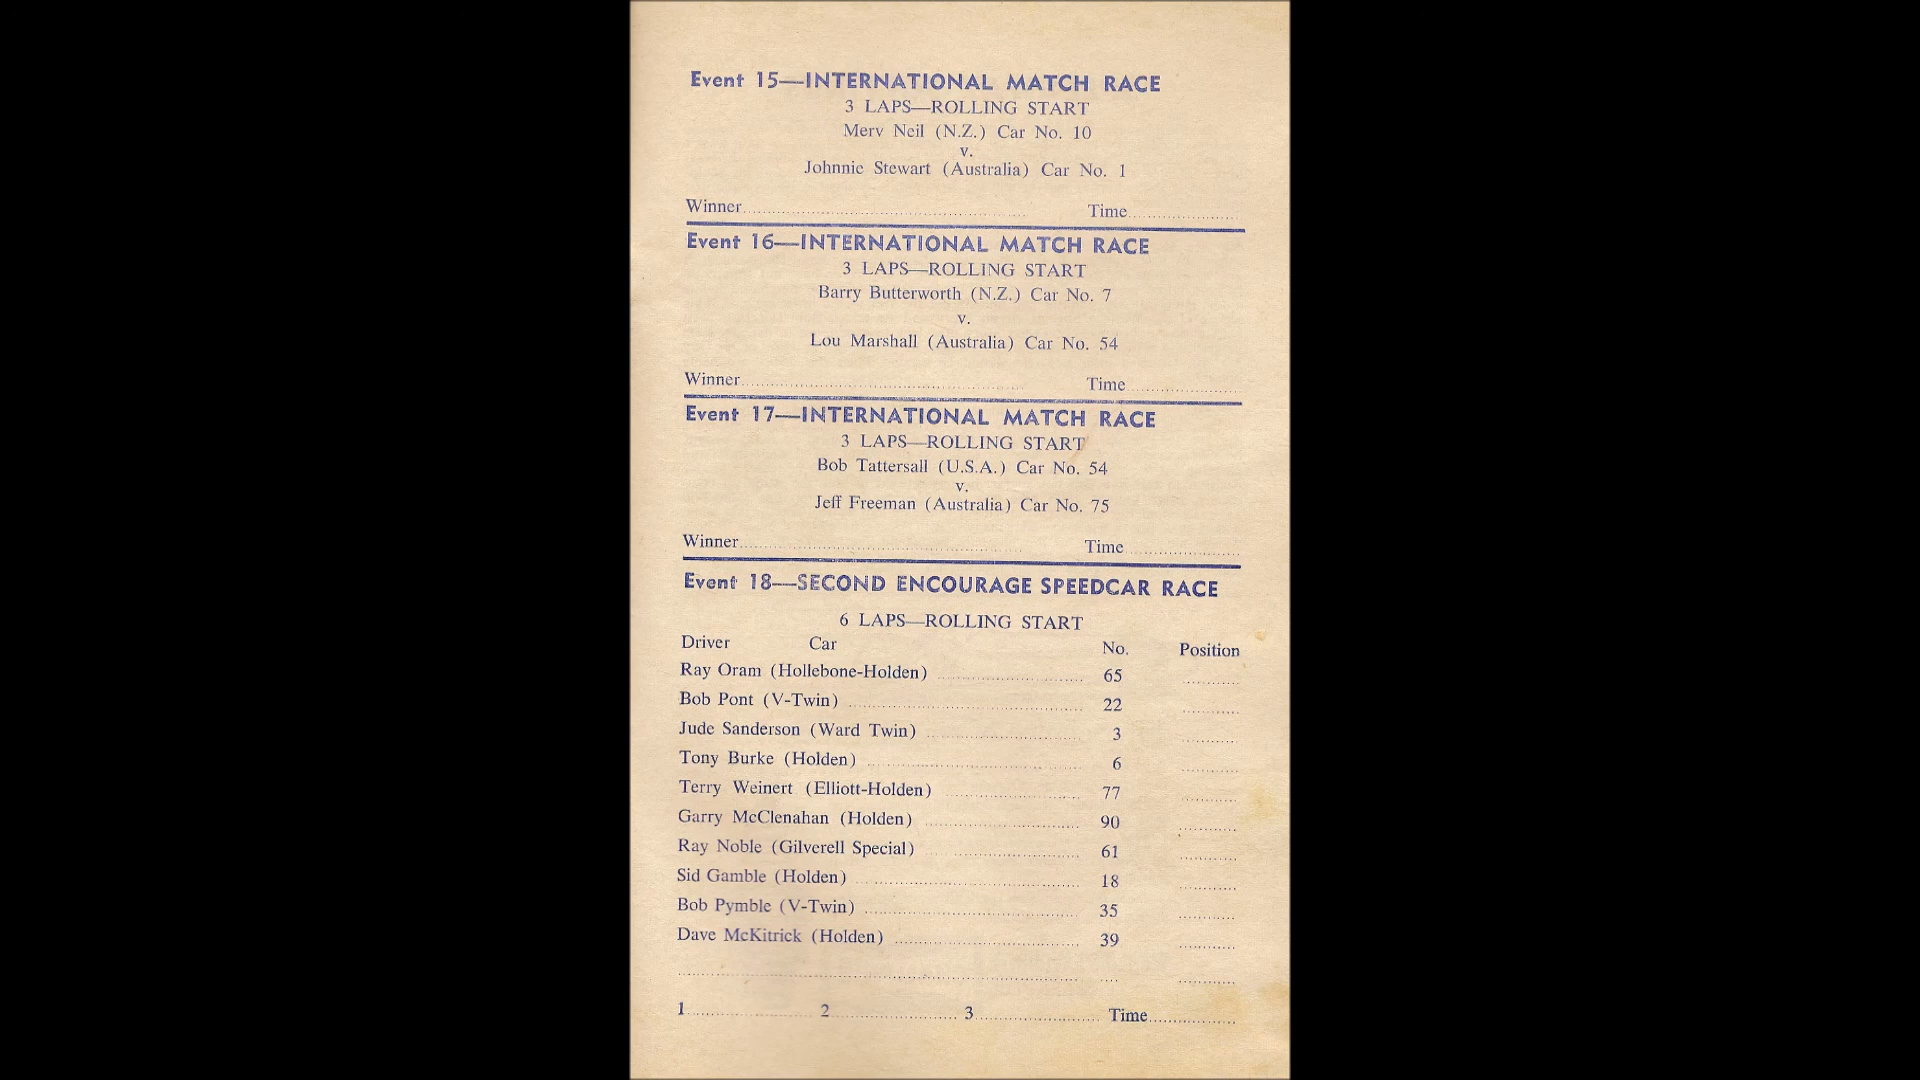 Event 15—INTERNATIONAL MATCH RACE
3 LAPS—ROLLING START
Merv Neil (N.Z.) Car No. 10
v.
Johnnie Stewart (Australia) Car No. 1
Winner Time
Event 16—INTERNATIONAL MATCH RACE
3 LAPS—ROLLING START
Barry Butterworth (N.Z.) Car No. 7
v.
Lou Marshall (Australia) Car No. 54
Winner Time
Event 17—INTERNATIONAL MATCH RACE
3 LAPS—ROLLING START
Bob Tattersall (U.S.A.) Car No. 54
v.
Jeff Freeman (Australia) Car No. 75
Winner Time
Event 18—SECOND ENCOURAGE SPEEDCAR RACE
6 LAPS—ROLLING START
Driver Car No. Position
Ray Oram (Hollebone-Holden) 65
Bob Pont (V-Twin) 22
Jude Sanderson (Ward Twin) 3
Tony Burke (Holden) 6
Terry Weinert (Elliott-Holden) 77
Garry McClenahan (Holden) 90
Ray Noble (Gilverell Special) 61
Sid Gamble (Holden) 18
Bob Pymble (V-Twin) 35
Dave McKitrick (Holden) 39
1 2 3 Time